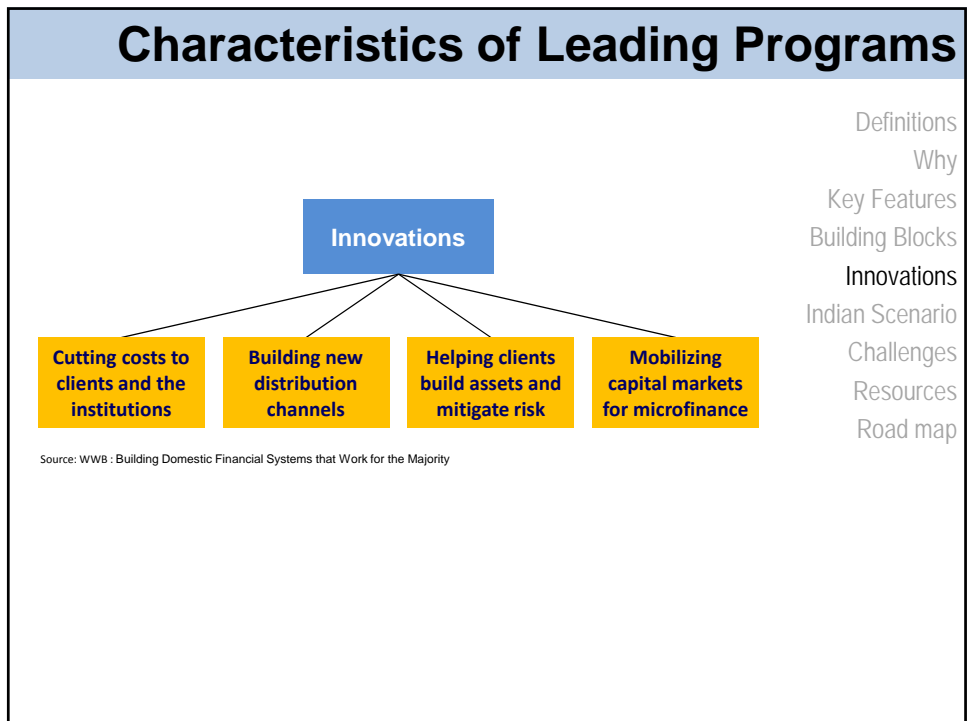 Characteristics of Leading Programs
Definitions
Why
Key Features
Building Blocks
Innovations
Indian Scenario
Challenges
Resources
Road map
Innovations
Cutting costs to
clients and the
institutions
Building new
distribution
channels
Helping clients
build assets and
mitigate risk
Mobilizing
capital markets
for microfinance
Source: WWB : Building Domestic Financial Systems that Work for the Majority